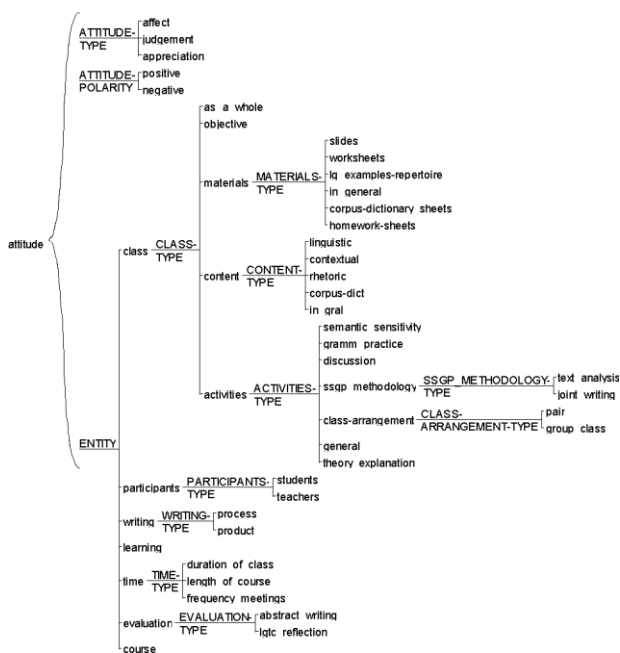 affect
ATTITUDE-
TYPE
judgement
appreciation
ATTITUDE-
POLARITY
positive
negative
as a whole
objective
slides
worksheets
materials
MATERIALS-
TYPE
lg examples-repertoire
in general
corpus-dictionary sheets
homework-sheets
attitude
class
CLASS-
TYPE
linguistic
contextual
content
CONTENT-
TYPE
rhetoric
corpus-dict
in gral
semantic sensitivity
gramm practice
discussion
activities
ACTIVITIES-
TYPE
ssgp methodology
SSGP_METHODOLOGY-
TYPE
text analysis
joint writing
class-arrangement
CLASS-
ARRANGEMENT-TYPE
pair
group class
general
theory explanation
ENTITY
participants
PARTICIPANTS-
TYPE
students
teachers
writing
WRITING-
TYPE
process
product
learning
time
TIME-
TYPE
duration of class
length of course
frequency meetings
evaluation
EVALUATION-
TYPE
abstract writing
lgtc reflection
course